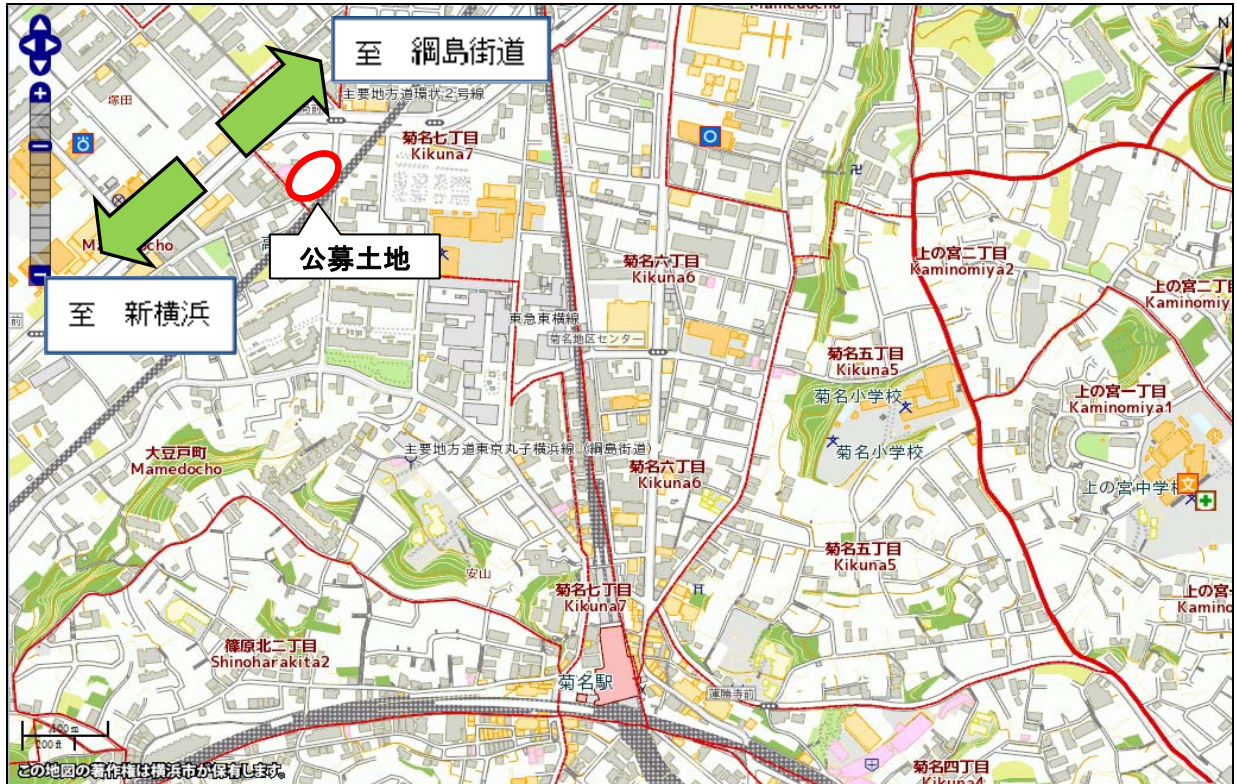 Mamedocho
N
至 綱島街道
塚田
主要地方道環状2号線
菊名七丁目
Kikuna7
Mamedocho
公募土地
至 新横浜
菊名六丁目
Kikuna6
上の宮二丁目
Kaminomiya2
上の宮二丁目
Kaminomiy
東急東横線
菊名地区センター
菊名五丁目
Kikuna5
菊名小学校
菊名小学校
上の宮一丁目
Kaminomiya1
大豆戸町
Mamedocho
主要地方道東京丸子横浜線(綱島街道)
菊名六丁目
Kikuna6
上の宮中学校
文
菊名五丁目
Kikuna5
安山
菊名七丁目
Kikuna7
上の宮一
Kamino
篠原北二丁目
Shinoharakita2
菊名駅
蓮勝寺前
100 m
200 ft
この地図の著作権は横浜市が保有します。
菊名四丁目
Kikuna4